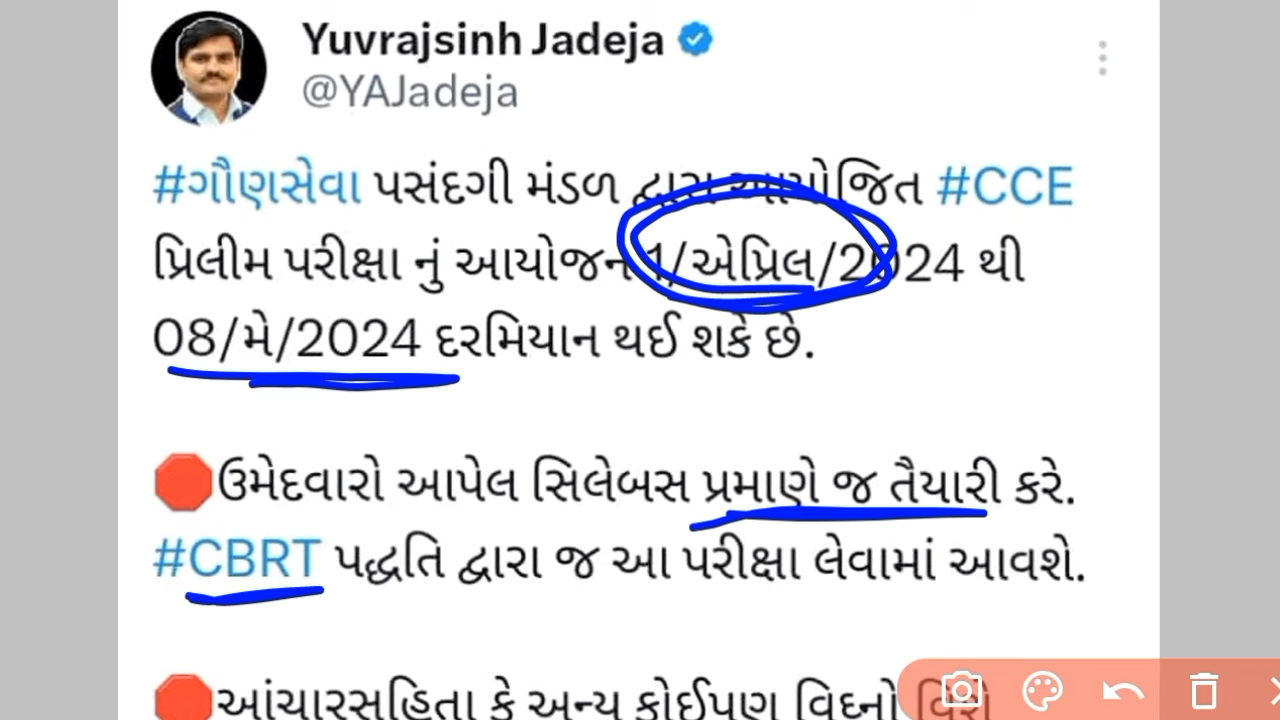 Yuvrajsinh Jadeja
@YAJadeja
#ગૌણસેવા પસંદગી મંડળ દ્વારા આયોજિત #CCE
પ્રિલીમ પરીક્ષા નું આયોજન 1/એપ્રિલ/2024 થી
08/મે/2024 દરમિયાન થઈ શકે છે.
🛑ઉમેદવારો આપેલ સિલેબસ પ્રમાણે જ તૈયારી કરે.
#CBRT પદ્ધતિ દ્વારા જ આ પરીક્ષા લેવામાં આવશે.
🛑આંચારસહિતા કે અન્ય કોઈપણ વિઘ્નો